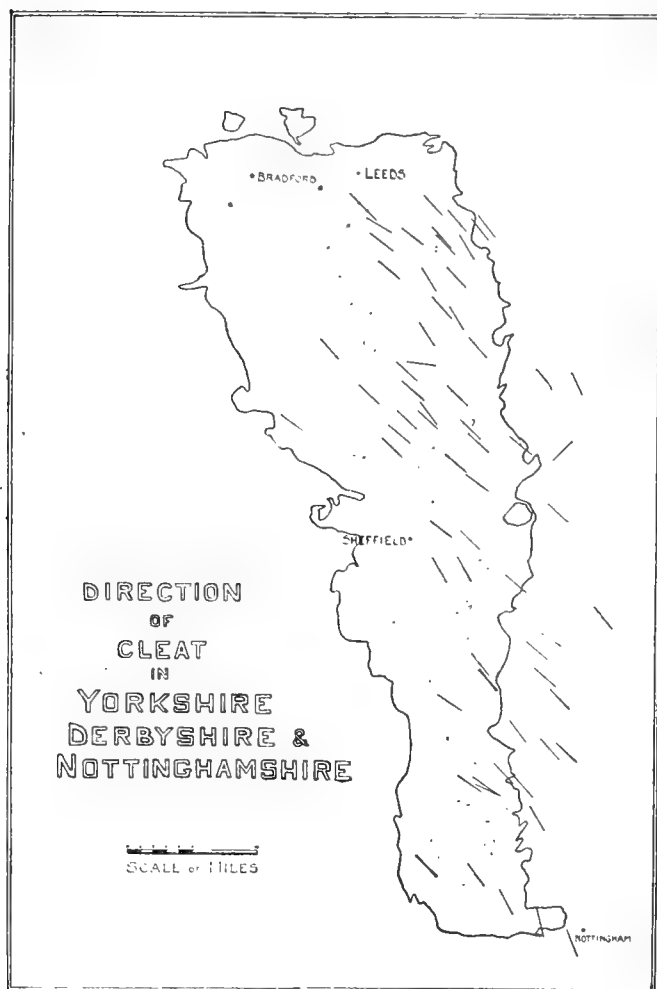 BRADFORD
LEEDS
SHEFFIELD
DIRECTION
OF
CLEAT
IN
YORKSHIRE
DERBYSHIRE &
NOTTINGHAMSHIRE
SCALE OF MILES
NOTTINGHAM